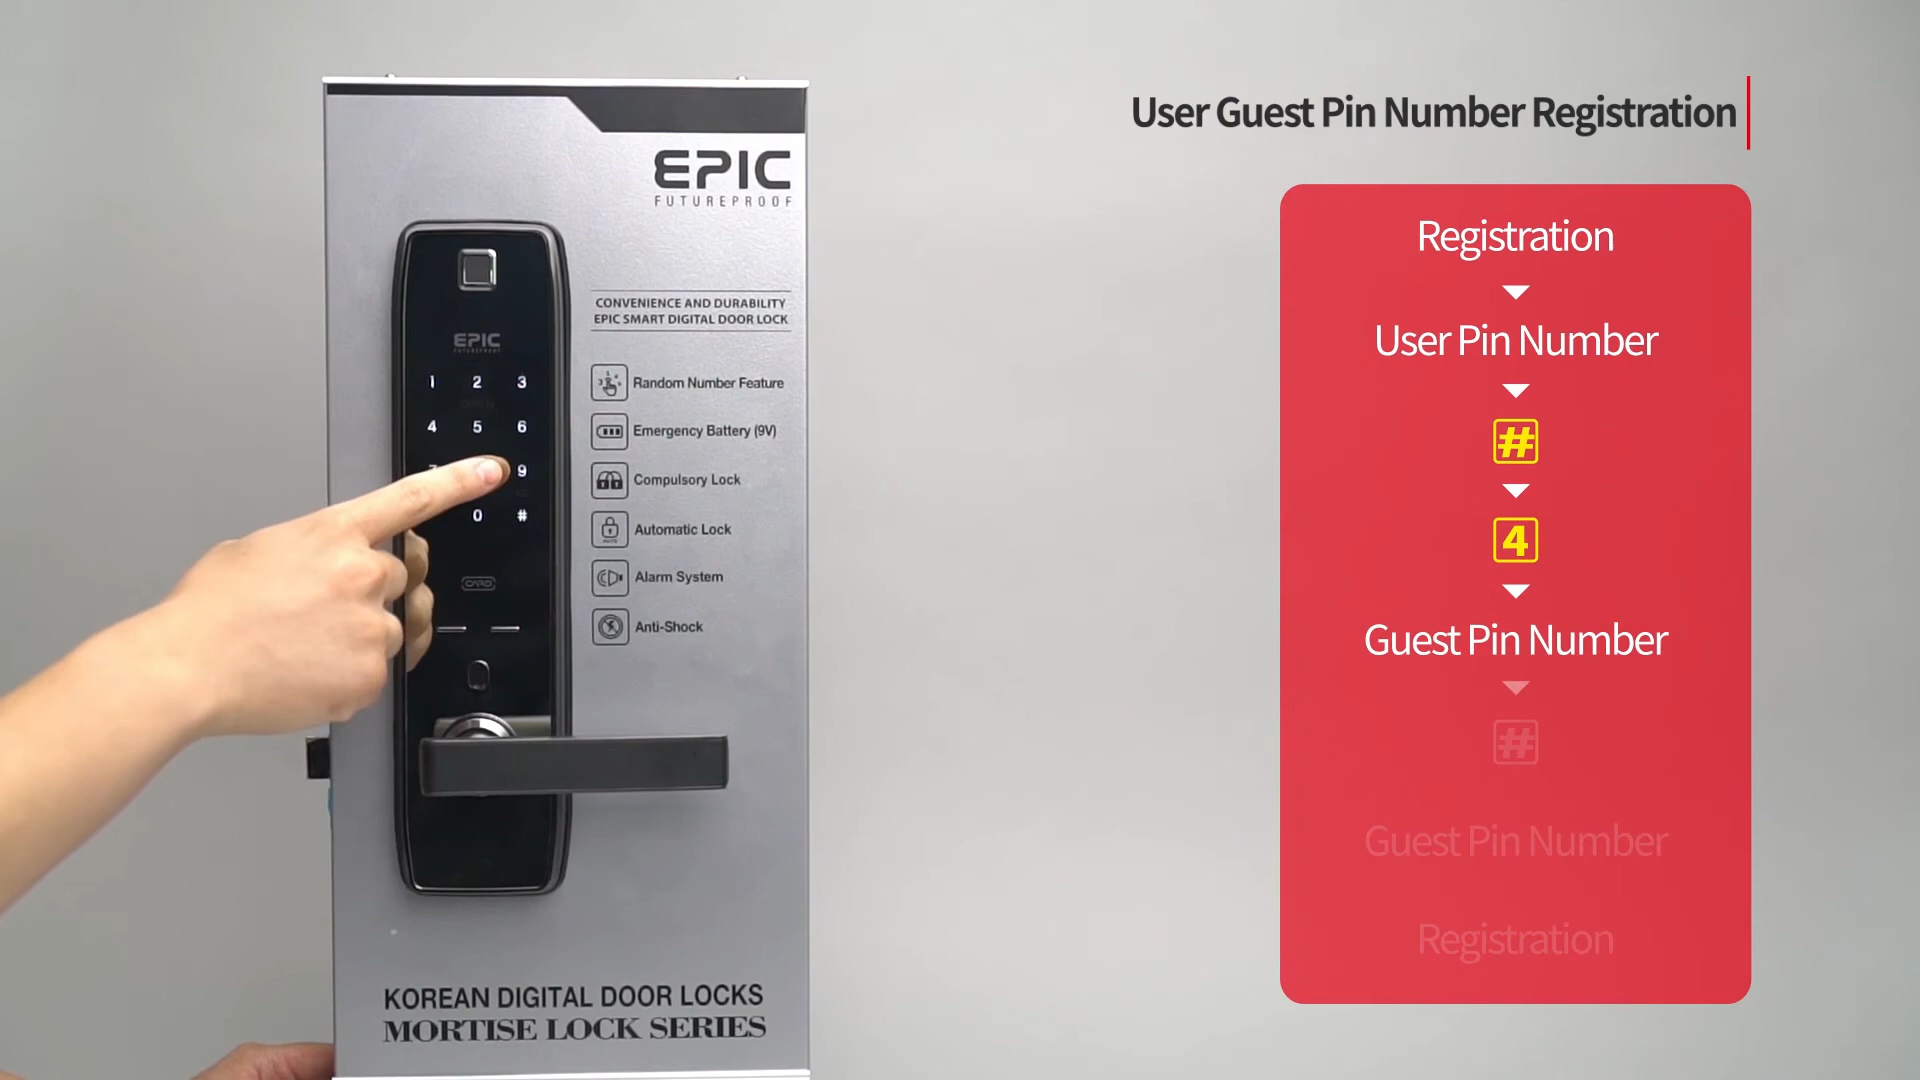 User Guest Pin Number Registration
Registration
User Pin Number
#
4
Guest Pin Number
#
Guest Pin Number
Registration
EPIC
FUTUREPROOF
CONVENIENCE AND DURABILITY
EPIC SMART DIGITAL DOOR LOCK
Random Number Feature
Emergency Battery (9V)
Compulsory Lock
Automatic Lock
Alarm System
Anti-Shock
EPIC
FUTUREPROOF
1 2 3
4 5 6
7 9
0 #
CARD
KOREAN DIGITAL DOOR LOCKS
MORTISE LOCK SERIES